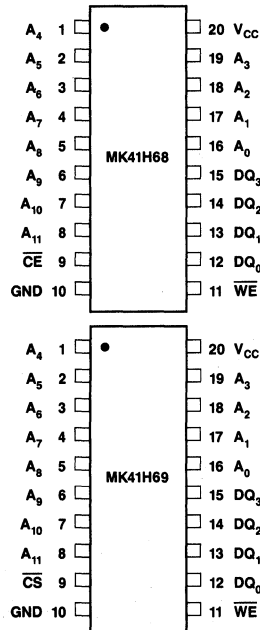 A4 1 20 VCC
A5 2 19 A3
A6 3 18 A2
A7 4 17 A1
A8 5 16 A0
MK41H68
A9 6 15 DQ3
A10 7 14 DQ2
A11 8 13 DQ1
CE 9 12 DQ0
GND 10 11 WE
A4 1 20 VCC
A5 2 19 A3
A6 3 18 A2
A7 4 17 A1
A8 5 16 A0
MK41H69
A9 6 15 DQ3
A10 7 14 DQ2
A11 8 13 DQ1
CS 9 12 DQ0
GND 10 11 WE